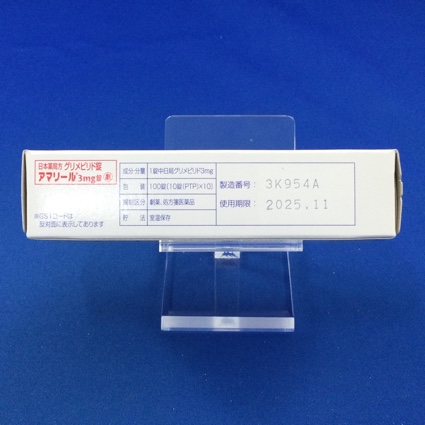 日本薬局方 グリメピリド錠
アマリール® 3mg錠 劇
※GS1コードは
反対面に表示してあります
成分・分量 1錠中日局グリメピリド3mg
包 装 100錠(10錠(PTP)×10)
規制区分 劇薬、処方箋医薬品
貯 法 室温保存
製造番号: 3K954A
使用期限: 2025.11